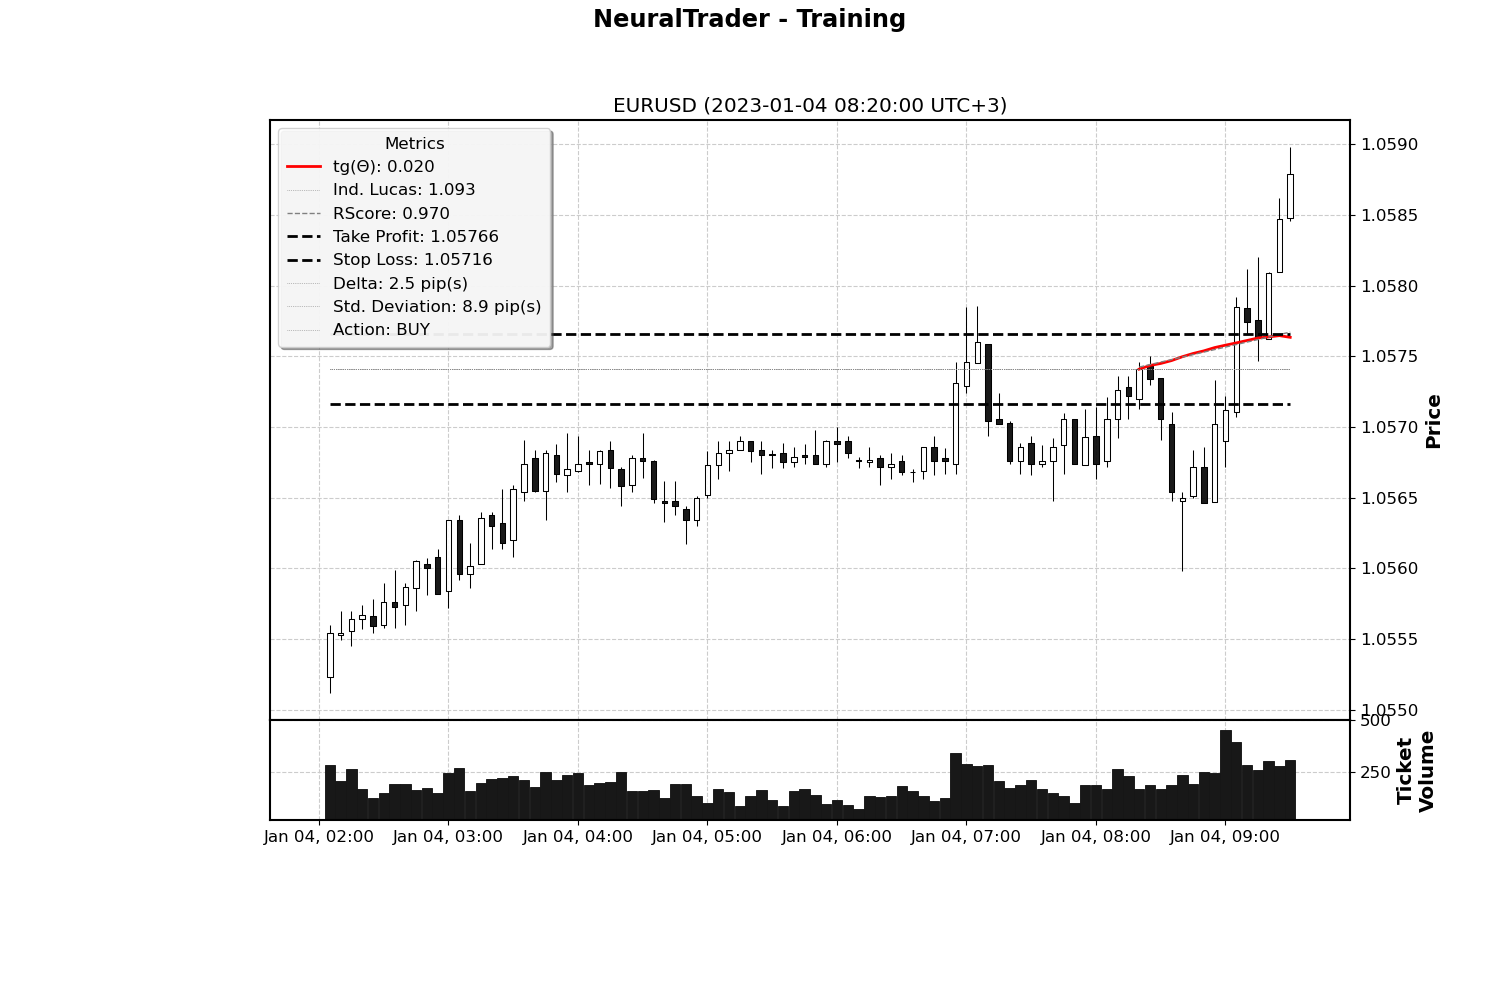 NeuralTrader - Training
EURUSD (2023-01-04 08:20:00 UTC+3)
Metrics
tg(Θ): 0.020
Ind. Lucas: 1.093
RScore: 0.970
Take Profit: 1.05766
Stop Loss: 1.05716
Delta: 2.5 pip(s)
Std. Deviation: 8.9 pip(s)
Action: BUY
1.0590
1.0585
1.0580
1.0575
1.0570
1.0565
1.0560
1.0555
1.0550
Price
500
250
Ticket
Volume
Jan 04, 02:00
Jan 04, 03:00
Jan 04, 04:00
Jan 04, 05:00
Jan 04, 06:00
Jan 04, 07:00
Jan 04, 08:00
Jan 04, 09:00